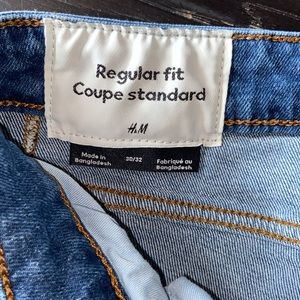 Regular fit
Coupe standard
H&M
Made in
Bangladesh
30/32
Fabriqué au
Bangladesh